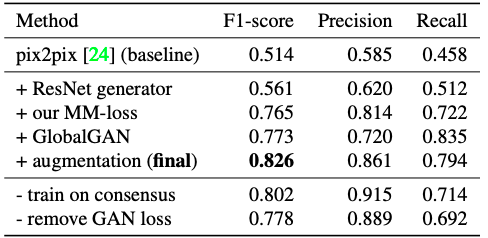 Method F1-score Precision Recall
pix2pix [24] (baseline) 0.514 0.585 0.458
+ ResNet generator 0.561 0.620 0.512
+ our MM-loss 0.765 0.814 0.722
+ GlobalGAN 0.773 0.720 0.835
+ augmentation (final) 0.826 0.861 0.794
- train on consensus 0.802 0.915 0.714
- remove GAN loss 0.778 0.889 0.692